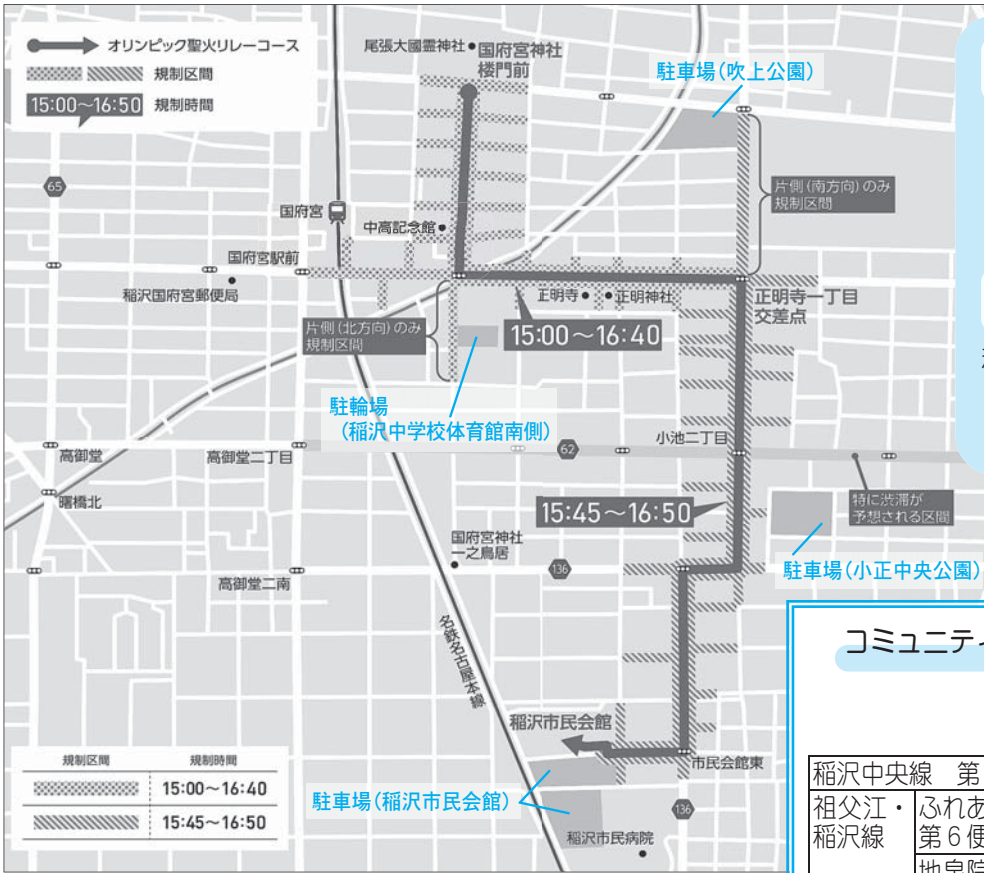 オリンピック聖火リレーコース
規制区間
15:00～16:50 規制時間
尾張大國霊神社
国府宮神社
楼門前
駐車場(吹上公園)
65
片側(南方向)のみ
規制区間
国府宮
中高記念館
国府宮駅前
稲沢国府宮郵便局
正明寺
正明神社
正明寺一丁目
交差点
片側(北方向)のみ
規制区間
15:00～16:40
駐輪場
(稲沢中学校体育館南側)
小池二丁目
高御堂
高御堂二丁目
62
曙橋北
特に渋滞が
予想される区間
15:45～16:50
国府宮神社
一之鳥居
136
高御堂二南
駐車場(小正中央公園)
名鉄名古屋本線
コミュニティ
稲沢市民会館
市民会館東
規制区間 規制時間
15:00～16:40
15:45～16:50
駐車場(稲沢市民会館)
136
稲沢市民病院
稲沢中央線 第
祖父江・
稲沢線
ふれあ
第6便